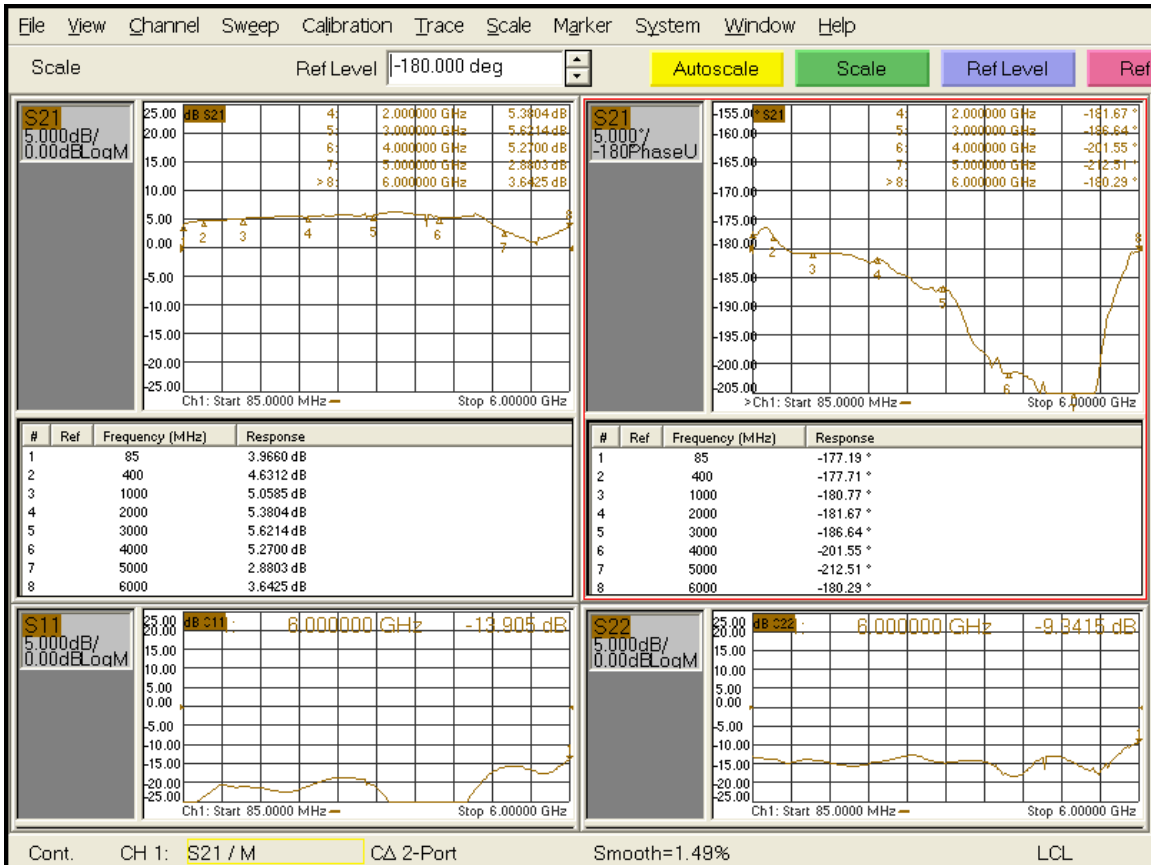 File View Channel Sweep Calibration Trace Scale Marker System Window Help
Scale Ref Level -180.000 deg Autoscale Scale Ref Level Ref
S21
5.000dB/
0.00dBLogM
25.00
20.00
15.00
10.00
5.00
0.00
-5.00
-10.00
-15.00
-20.00
-25.00
dB S21
4: 2.000000 GHz 5.3804 dB
5: 3.000000 GHz 5.6214 dB
6: 4.000000 GHz 5.2700 dB
7: 5.000000 GHz 2.8803 dB
> 8: 6.000000 GHz 3.6425 dB
2 3 4 5 1 6 7 8
Ch1: Start 85.0000 MHz Stop 6.00000 GHz
S21
5.000°/
-180PhaseU
-155.00
-160.00
-165.00
-170.00
-175.00
-180.00
-185.00
-190.00
-195.00
-200.00
-205.00
° S21
4: 2.000000 GHz -181.67 °
5: 3.000000 GHz -186.64 °
6: 4.000000 GHz -201.55 °
7: 5.000000 GHz -212.51 °
> 8: 6.000000 GHz -180.29 °
2 3 4 5 6 8
>Ch1: Start 85.0000 MHz Stop 6.00000 GHz
# Ref Frequency (MHz) Response
1 85 3.9660 dB
2 400 4.6312 dB
3 1000 5.0585 dB
4 2000 5.3804 dB
5 3000 5.6214 dB
6 4000 5.2700 dB
7 5000 2.8803 dB
8 6000 3.6425 dB
# Ref Frequency (MHz) Response
1 85 -177.19 °
2 400 -177.71 °
3 1000 -180.77 °
4 2000 -181.67 °
5 3000 -186.64 °
6 4000 -201.55 °
7 5000 -212.51 °
8 6000 -180.29 °
S11
5.000dB/
0.00dBLogM
25.00
20.00
15.00
10.00
5.00
0.00
-5.00
-10.00
-15.00
-20.00
-25.00
dB S11 : 6.000000 GHz -13.905 dB
Ch1: Start 85.0000 MHz Stop 6.00000 GHz
S22
5.000dB/
0.00dBLogM
25.00
20.00
15.00
10.00
5.00
0.00
-5.00
-10.00
-15.00
-20.00
-25.00
dB S22 : 6.000000 GHz -9.3415 dB
Ch1: Start 85.0000 MHz Stop 6.00000 GHz
Cont. CH 1: S21 / M CΔ 2-Port Smooth=1.49% LCL